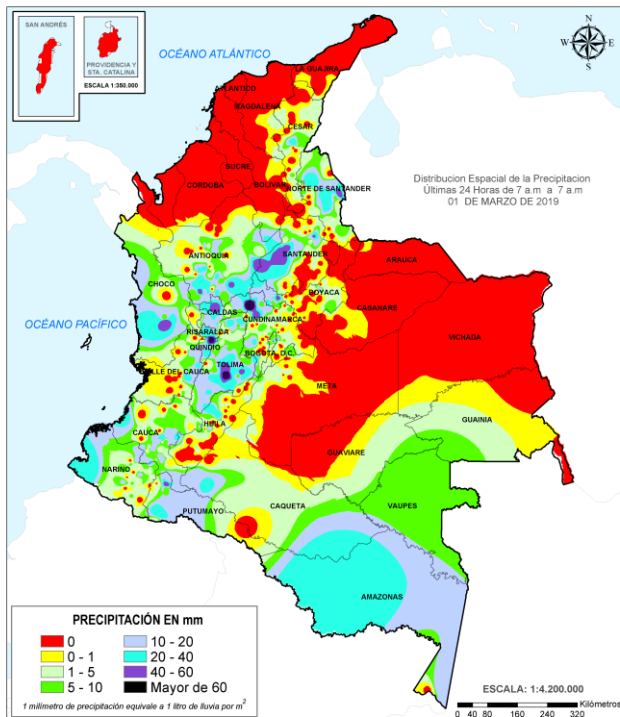 SAN ANDRÉS
PROVIDENCIA Y
STA. CATALINA
ESCALA 1:350.000
OCÉANO ATLÁNTICO
N
W
E
S
LA GUAJIRA
ATLANTICO
MAGDALENA
CESAR
SUCRE
CORDOBA
BOLIVAR
NORTE DE SANTANDER
Distribucion Espacial de la Precipitacion
Últimas 24 Horas de 7 a.m a 7 a.m
01 DE MARZO DE 2019
ANTIOQUIA
SANTANDER
ARAUCA
CHOCO
BOYACA
CASANARE
OCÉANO PACÍFICO
CALDAS
CUNDINAMARCA
RISARALDA
VICHADA
QUINDIO
BOGOTA, D.C.
VALLE DEL CAUCA
TOLIMA
META
CAUCA
HUILA
GUAINIA
GUAVIARE
NARIÑO
CAQUETA
VAUPES
PUTUMAYO
AMAZONAS
PRECIPITACIÓN EN mm
0
0 - 1
1 - 5
5 - 10
10 - 20
20 - 40
40 - 60
Mayor de 60
1 milimetro de precipitación equivale a 1 litro de lluvia por m²
ESCALA: 1:4.200.000
Kilómetros
0 40 80 160 240 320